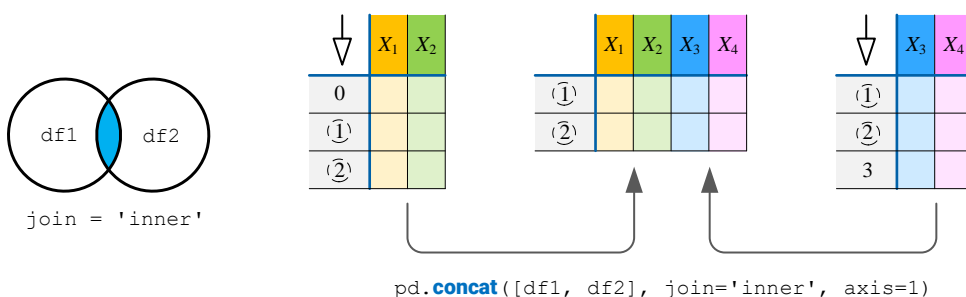 X1 X2
0
1
2
df1 df2
join = 'inner'
X1 X2 X3 X4
1
2
X3 X4
1
2
3
pd.concat([df1, df2], join='inner', axis=1)